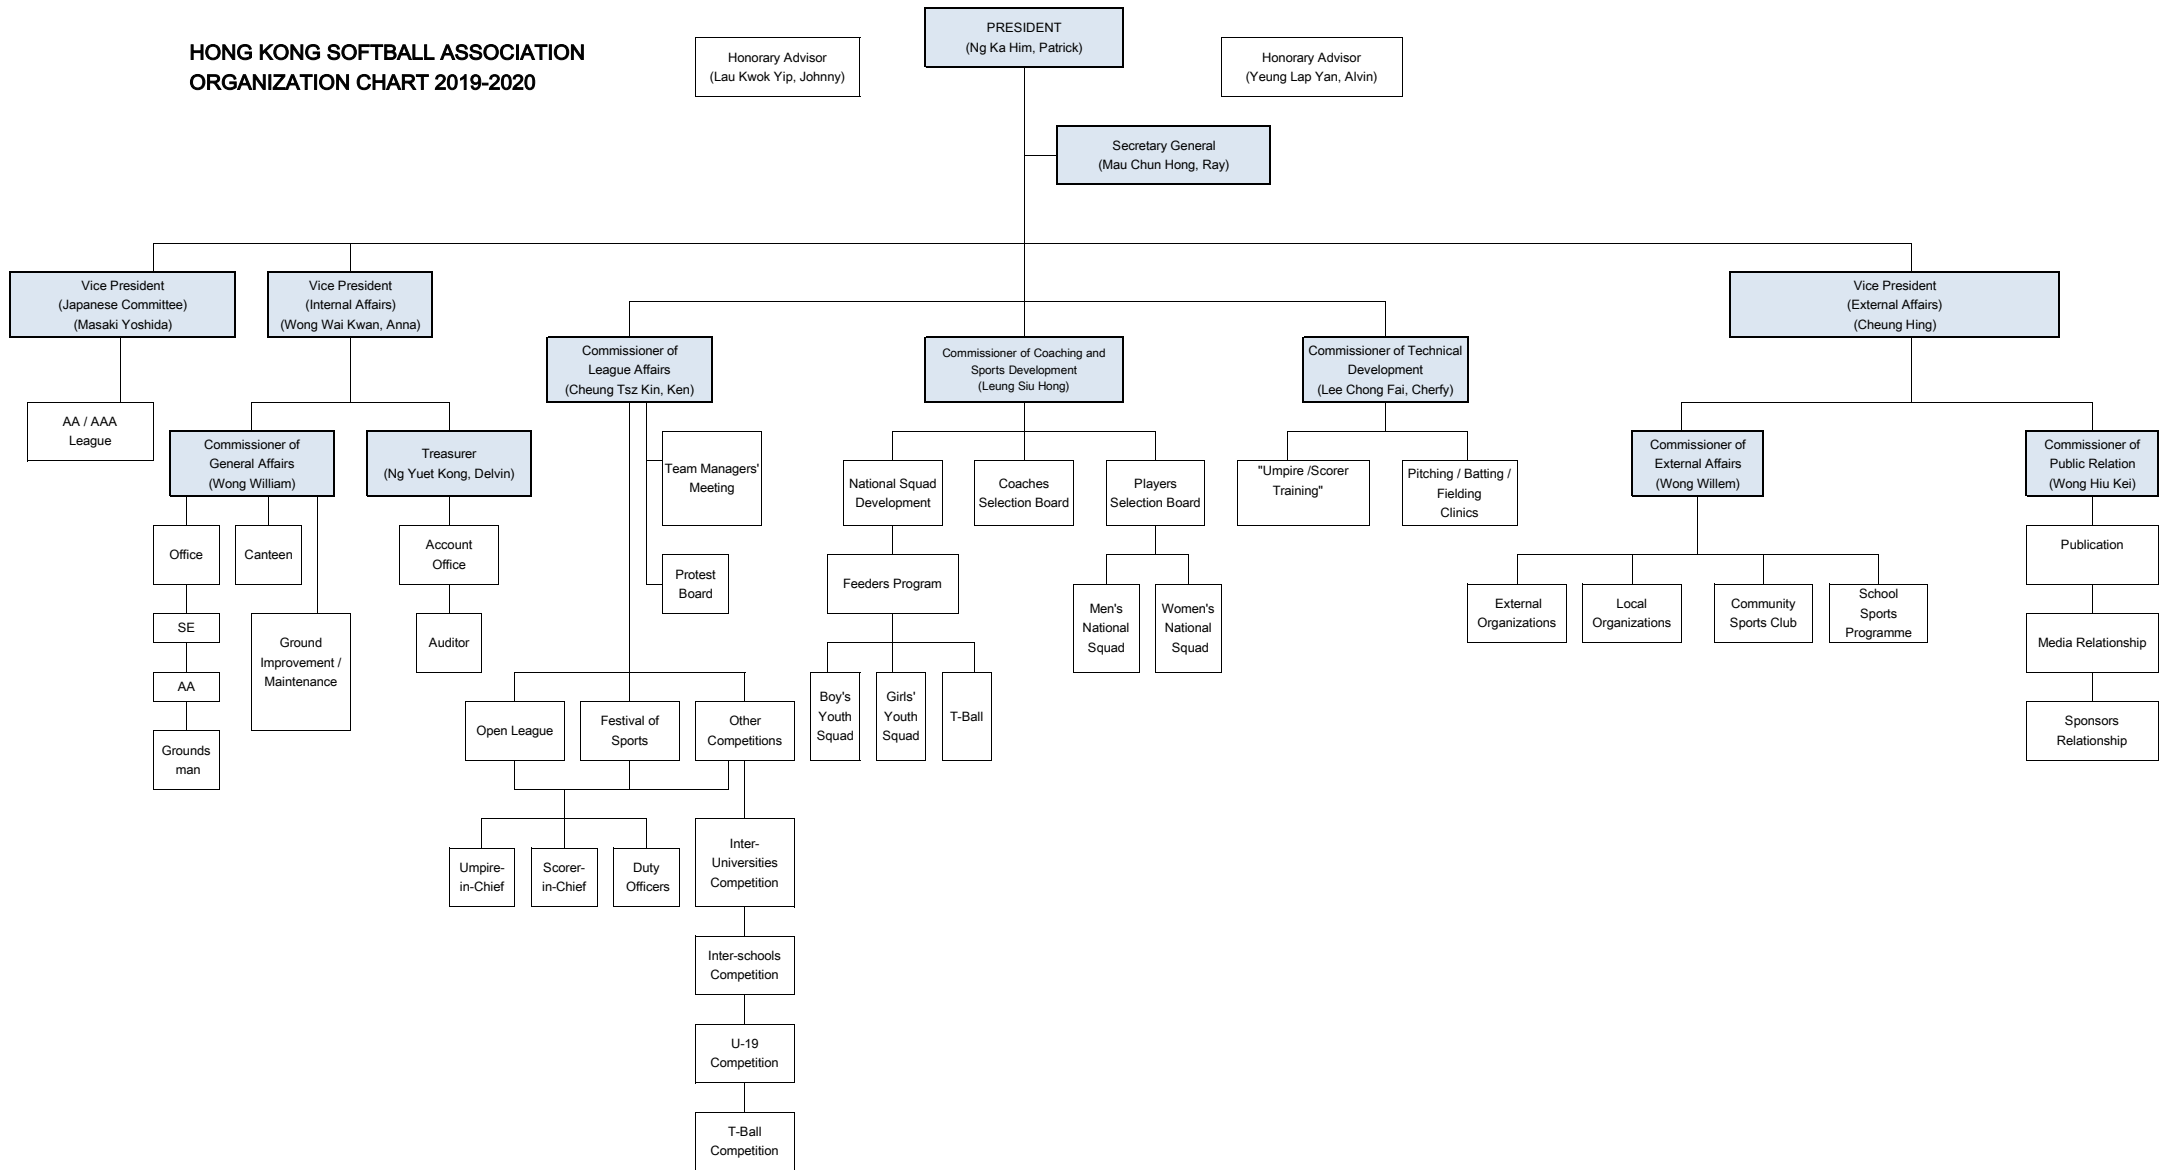 HONG KONG SOFTBALL ASSOCIATION
ORGANIZATION CHART 2019-2020
PRESIDENT
(Ng Ka Him, Patrick)
Honorary Advisor
(Lau Kwok Yip, Johnny)
Honorary Advisor
(Yeung Lap Yan, Alvin)
Secretary General
(Mau Chun Hong, Ray)
Vice President
(Japanese Committee)
(Masaki Yoshida)
Vice President
(Internal Affairs)
(Wong Wai Kwan, Anna)
Vice President
(External Affairs)
(Cheung Hing)
Commissioner of
League Affairs
(Cheung Tsz Kin, Ken)
Commissioner of Coaching and
Sports Development
(Leung Siu Hong)
Commissioner of Technical
Development
(Lee Chong Fai, Cherfy)
AA / AAA
League
Commissioner of
General Affairs
(Wong William)
Treasurer
(Ng Yuet Kong, Delvin)
Team Managers'
Meeting
National Squad
Development
Coaches
Selection Board
Players
Selection Board
"Umpire /Scorer
Training"
Pitching / Batting /
Fielding
Clinics
Commissioner of
External Affairs
(Wong Willem)
Commissioner of
Public Relation
(Wong Hiu Kei)
Office
Canteen
Account
Office
Protest
Board
Feeders Program
Men's
National
Squad
Women's
National
Squad
External
Organizations
Local
Organizations
Community
Sports Club
School
Sports
Programme
Publication
SE
Ground
Improvement /
Maintenance
Auditor
Media Relationship
AA
Grounds
man
Open League
Festival of
Sports
Other
Competitions
Boy's
Youth
Squad
Girls'
Youth
Squad
T-Ball
Sponsors
Relationship
Umpire-
in-Chief
Scorer-
in-Chief
Duty
Officers
Inter-
Universities
Competition
Inter-schools
Competition
U-19
Competition
T-Ball
Competition